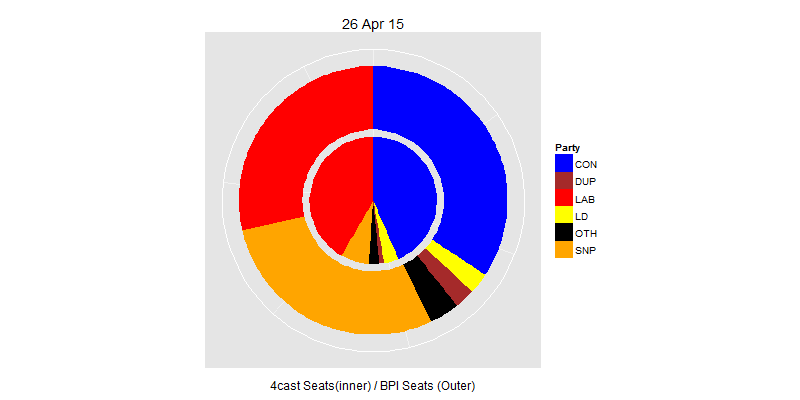 26 Apr 15
Party
CON
DUP
LAB
LD
OTH
SNP
4cast Seats(inner) / BPI Seats (Outer)